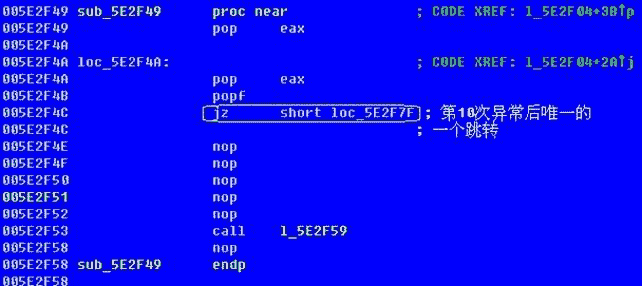 005E2F49 sub_5E2F49 proc near ; CODE XREF: l_5E2F04+3B↑p
005E2F49 pop eax
005E2F4A
005E2F4A loc_5E2F4A: ; CODE XREF: l_5E2F04+2A↑j
005E2F4A pop eax
005E2F4B popf
005E2F4C jz short loc_5E2F7F ; 第10次异常后唯一的
005E2F4C ; 一个跳转
005E2F4E nop
005E2F4F nop
005E2F50 nop
005E2F51 nop
005E2F52 nop
005E2F53 call l_5E2F59
005E2F58 nop
005E2F58 sub_5E2F49 endp
005E2F58